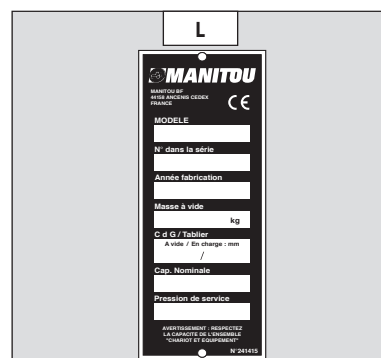 L
MANITOU
MANITOU BF
44158 ANCENIS CEDEX
FRANCE
CE
MODELE
N° dans la série
Année fabrication
Masse à vide
kg
C d G / Tablier
A vide / En charge : mm
/
Cap. Nominale
Pression de service
AVERTISSEMENT : RESPECTEZ
LA CAPACITE DE L'ENSEMBLE
"CHARIOT ET EQUIPEMENT"
N°241415